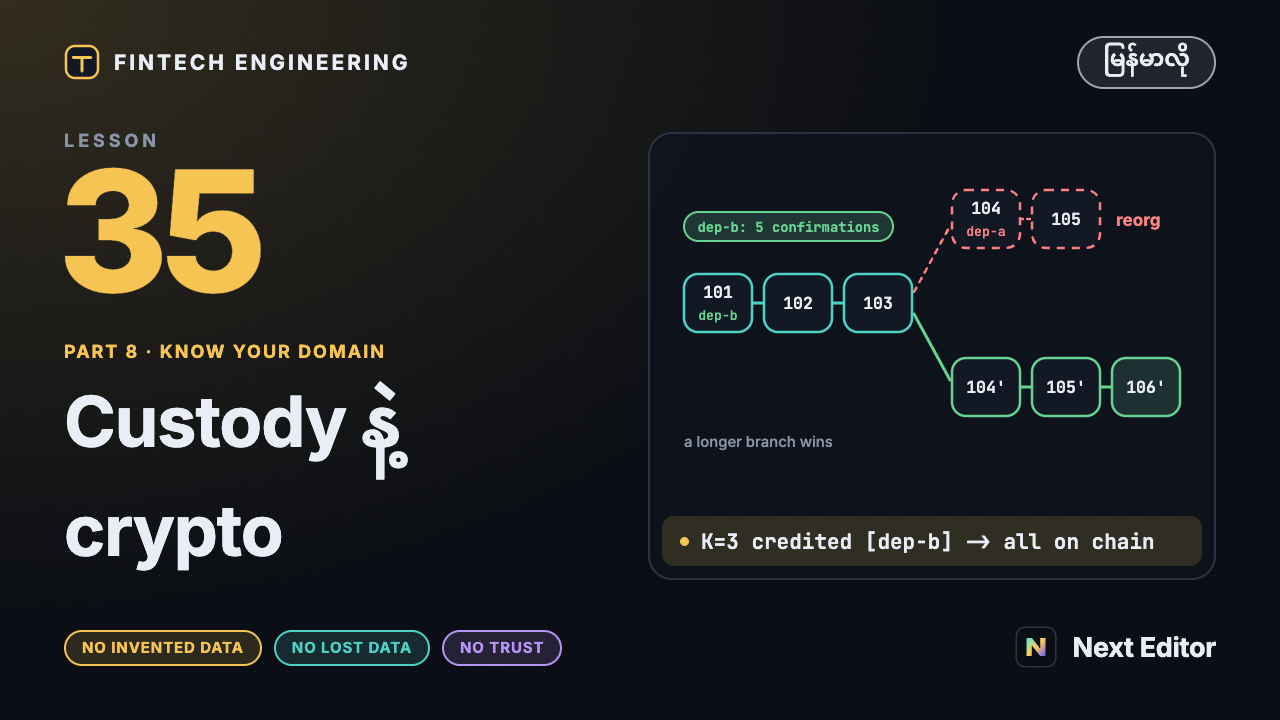 FINTECH ENGINEERING
မြန်မာလို
LESSON
35
PART 8 · KNOW YOUR DOMAIN
Custody နဲ့
crypto
dep-b: 5 confirmations
104
dep-a
105
reorg
101
dep-b
102
103
104'
105'
106'
a longer branch wins
K=3 credited [dep-b] → all on chain
NO INVENTED DATA
NO LOST DATA
NO TRUST
N
Next Editor